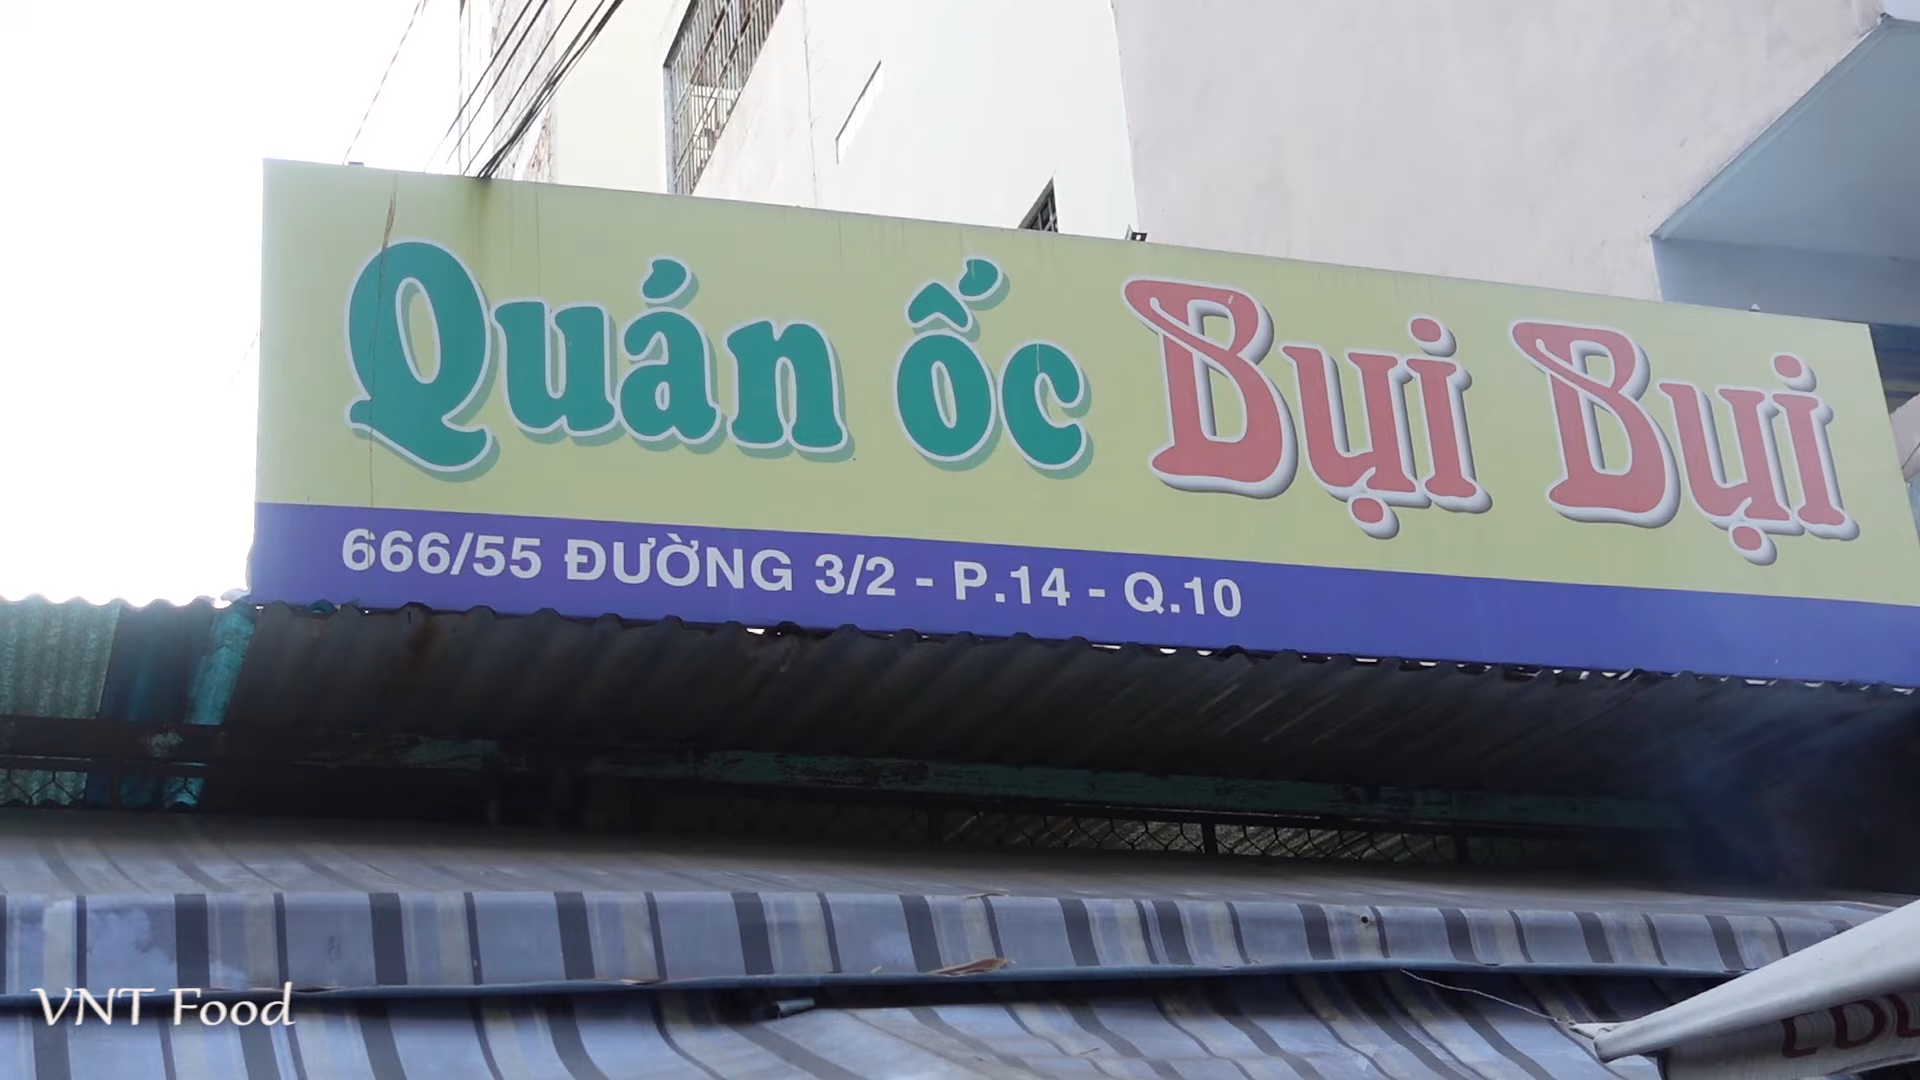 Quán ốc Bụi Bụi
666/55 ĐƯỜNG 3/2 - P.14 - Q.10
VNT Food